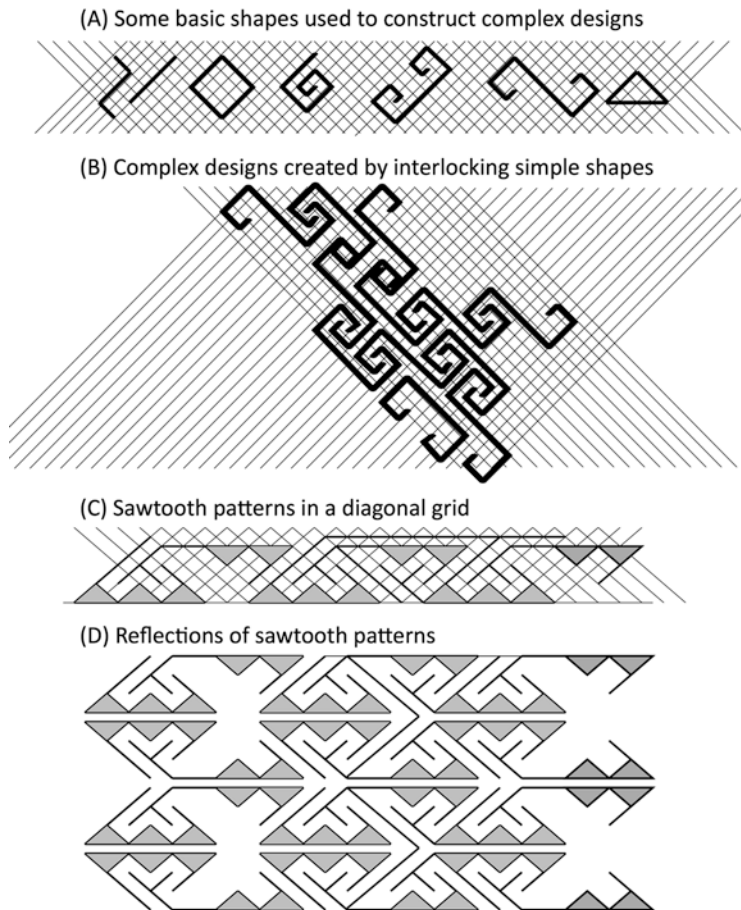 (A) Some basic shapes used to construct complex designs
(B) Complex designs created by interlocking simple shapes
(C) Sawtooth patterns in a diagonal grid
(D) Reflections of sawtooth patterns